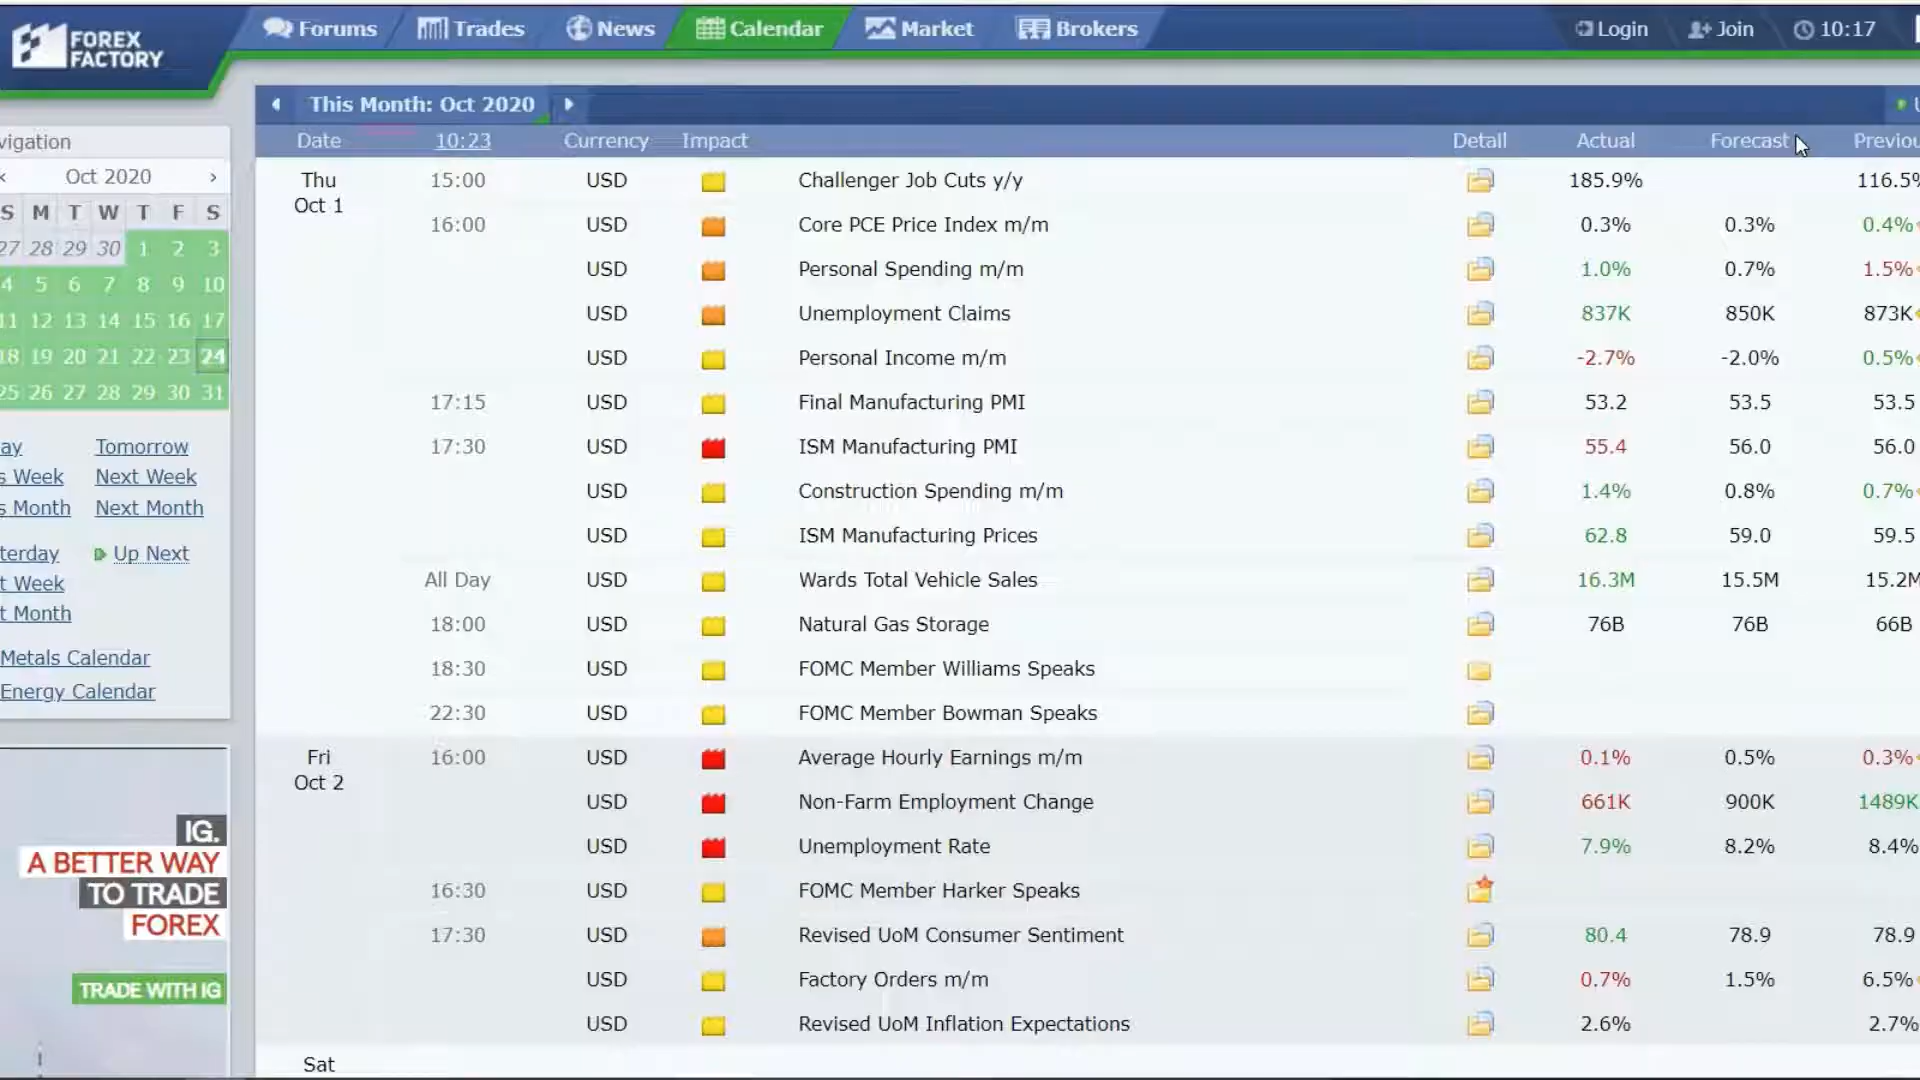 FOREX
FACTORY
Forums
Trades
News
Calendar
Market
Brokers
Login
Join
10:17
vigation
Oct 2020
S M T W T F S
27 28 29 30 1 2 3
4 5 6 7 8 9 10
11 12 13 14 15 16 17
18 19 20 21 22 23 24
25 26 27 28 29 30 31
ay Tomorrow
s Week Next Week
s Month Next Month
terday Up Next
t Week
t Month
Metals Calendar
Energy Calendar
IG.
A BETTER WAY
TO TRADE
FOREX
TRADE WITH IG
This Month: Oct 2020
Date 10:23 Currency Impact Detail Actual Forecast Previou
Thu
Oct 1
15:00 USD Challenger Job Cuts y/y 185.9% 116.5%
16:00 USD Core PCE Price Index m/m 0.3% 0.3% 0.4%
USD Personal Spending m/m 1.0% 0.7% 1.5%
USD Unemployment Claims 837K 850K 873K
USD Personal Income m/m -2.7% -2.0% 0.5%
17:15 USD Final Manufacturing PMI 53.2 53.5 53.5
17:30 USD ISM Manufacturing PMI 55.4 56.0 56.0
USD Construction Spending m/m 1.4% 0.8% 0.7%
USD ISM Manufacturing Prices 62.8 59.0 59.5
All Day USD Wards Total Vehicle Sales 16.3M 15.5M 15.2M
18:00 USD Natural Gas Storage 76B 76B 66B
18:30 USD FOMC Member Williams Speaks
22:30 USD FOMC Member Bowman Speaks
Fri
Oct 2
16:00 USD Average Hourly Earnings m/m 0.1% 0.5% 0.3%
USD Non-Farm Employment Change 661K 900K 1489K
USD Unemployment Rate 7.9% 8.2% 8.4%
16:30 USD FOMC Member Harker Speaks
17:30 USD Revised UoM Consumer Sentiment 80.4 78.9 78.9
USD Factory Orders m/m 0.7% 1.5% 6.5%
USD Revised UoM Inflation Expectations 2.6% 2.7%
Sat